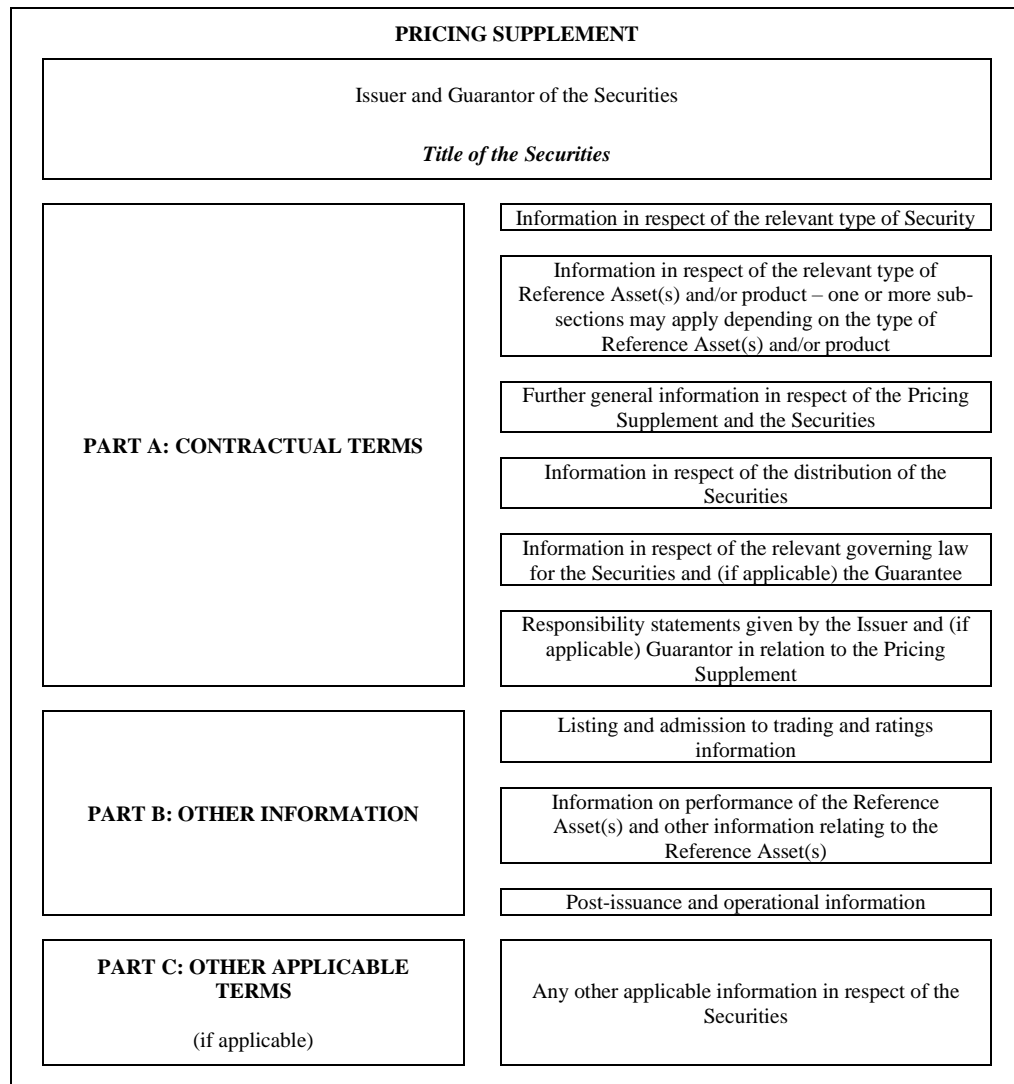 PRICING SUPPLEMENT
Issuer and Guarantor of the Securities
Title of the Securities
PART A: CONTRACTUAL TERMS
Information in respect of the relevant type of Security
Information in respect of the relevant type of
Reference Asset(s) and/or product – one or more sub-
sections may apply depending on the type of
Reference Asset(s) and/or product
Further general information in respect of the Pricing
Supplement and the Securities
Information in respect of the distribution of the
Securities
Information in respect of the relevant governing law
for the Securities and (if applicable) the Guarantee
Responsibility statements given by the Issuer and (if
applicable) Guarantor in relation to the Pricing
Supplement
PART B: OTHER INFORMATION
Listing and admission to trading and ratings
information
Information on performance of the Reference
Asset(s) and other information relating to the
Reference Asset(s)
Post-issuance and operational information
PART C: OTHER APPLICABLE
TERMS
(if applicable)
Any other applicable information in respect of the
Securities